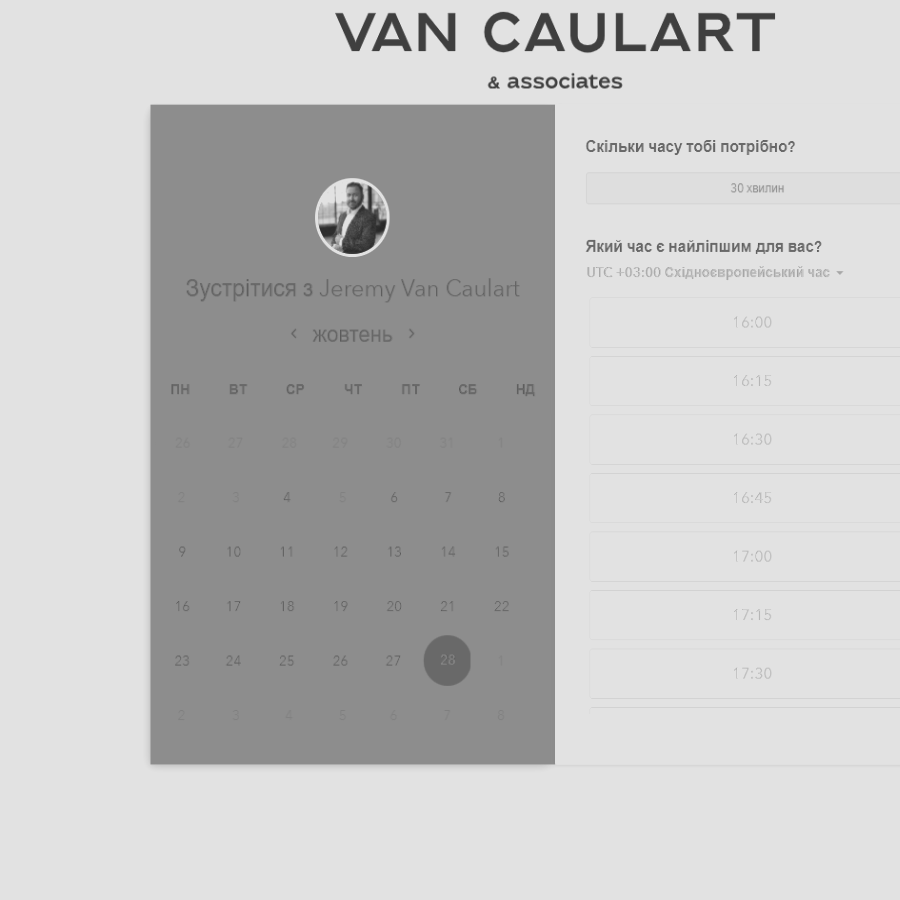 VAN CAULART
& associates
Зустрітися з Jeremy Van Caulart
жовтень
ПН ВТ СР ЧТ ПТ СБ НД
26 27 28 29 30 31 1
2 3 4 5 6 7 8
9 10 11 12 13 14 15
16 17 18 19 20 21 22
23 24 25 26 27 28 1
2 3 4 5 6 7 8
Скільки часу тобі потрібно?
30 хвилин
Який час є найліпшим для вас?
UTC +03:00 Східноєвропейський час
16:00
16:15
16:30
16:45
17:00
17:15
17:30